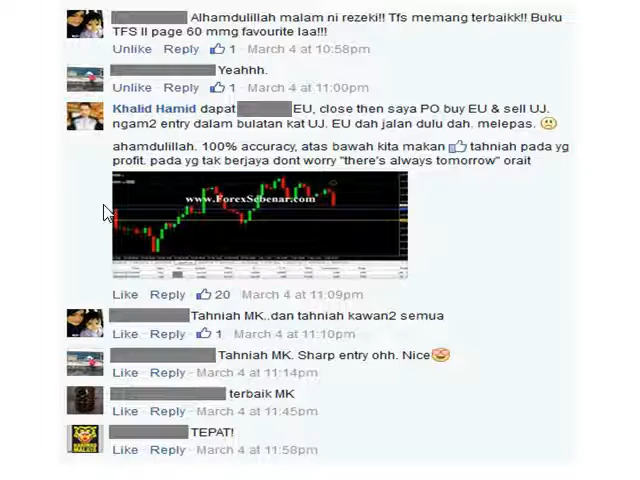 Alhamdulillah malam ni rezeki!! Tfs memang terbaikk!! Buku
TFS II page 60 mmg favourite laa!!!
Unlike Reply 1 March 4 at 10:58pm
Yeahhh.
Unlike Reply 1 March 4 at 11:00pm
Khalid Hamid dapat EU, close then saya PO buy EU & sell UJ.
ngam2 entry dalam bulatan kat UJ. EU dah jalan dulu dah. melepas.
ahamdulillah. 100% accuracy, atas bawah kita makan tahniah pada yg
profit. pada yg tak berjaya dont worry "there's always tomorrow" orait
www.ForexSebenar.com
Like Reply 20 March 4 at 11:09pm
Tahniah MK..dan tahniah kawan2 semua
Like Reply 1 March 4 at 11:10pm
Tahniah MK. Sharp entry ohh. Nice
Like Reply March 4 at 11:14pm
terbaik MK
Like Reply March 4 at 11:45pm
TEPAT!
Like Reply March 4 at 11:58pm